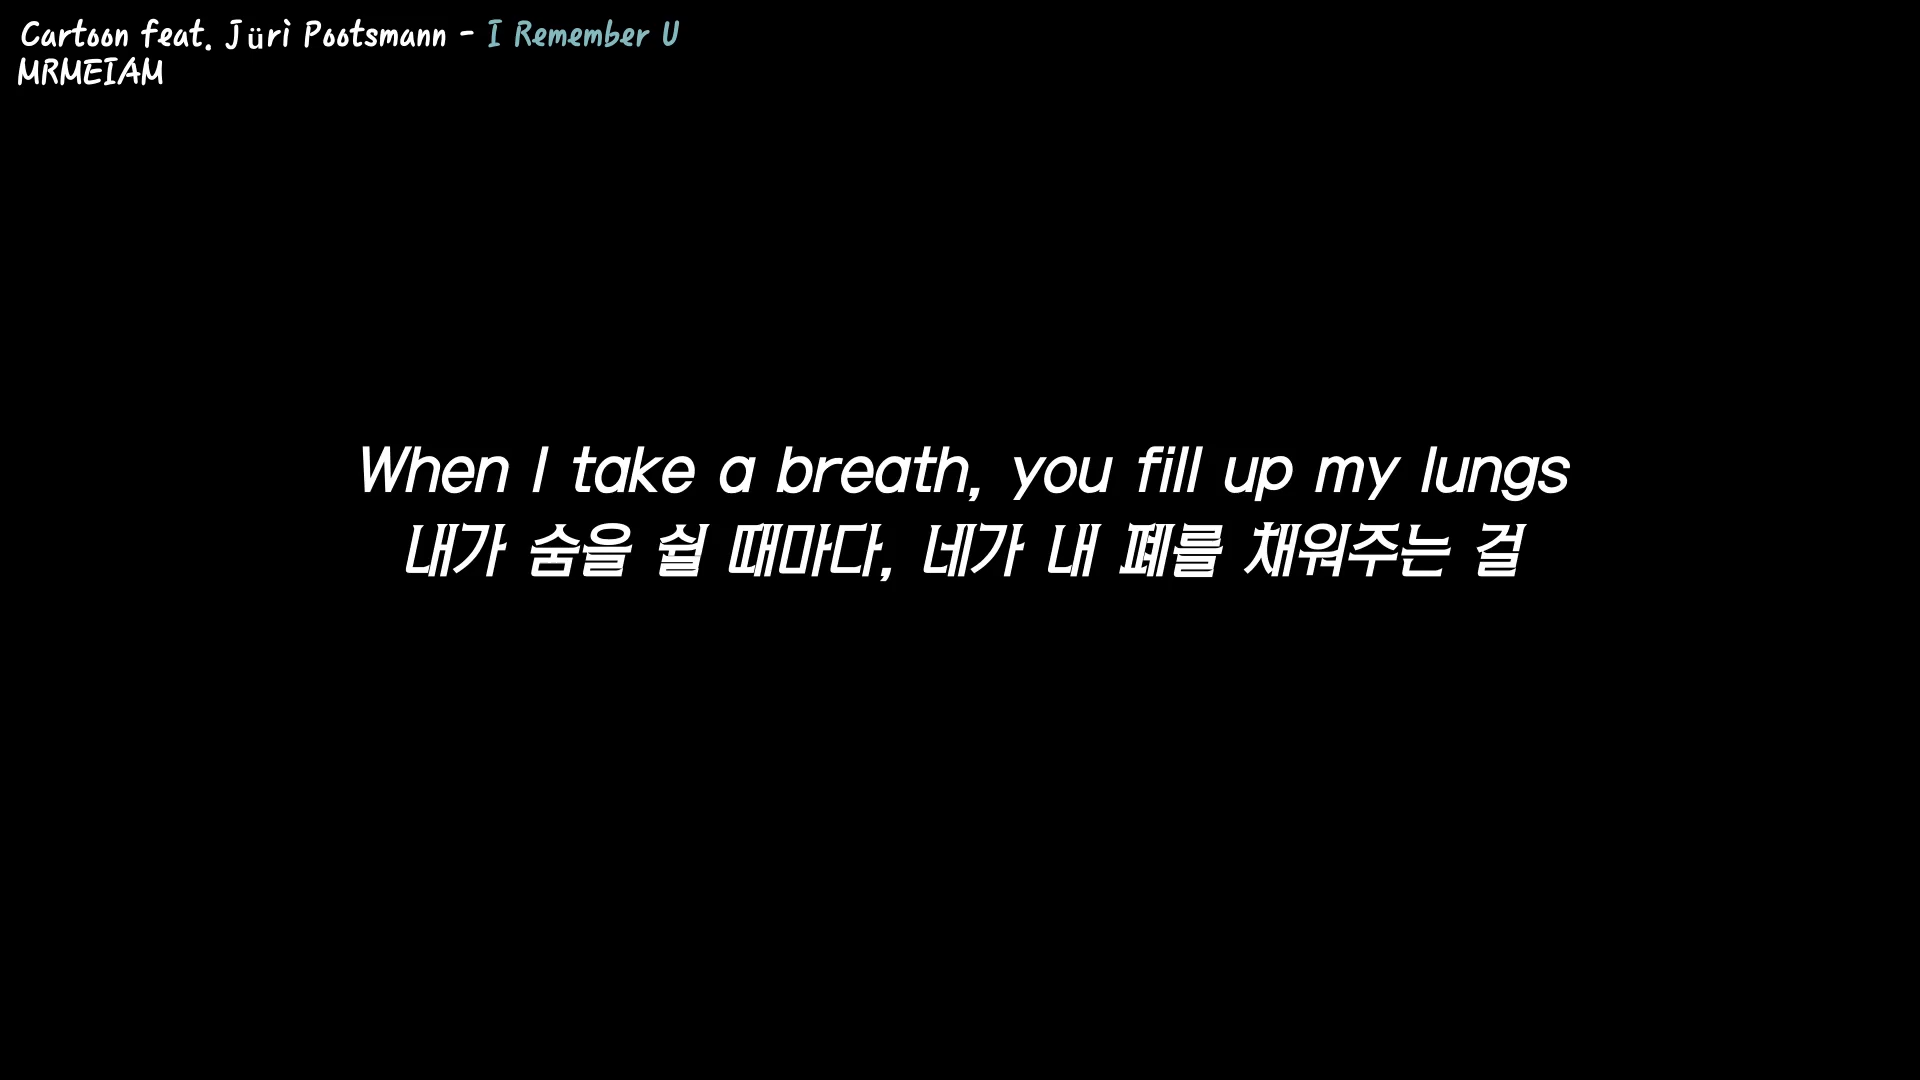 Cartoon feat. Jüri Pootsmann - I Remember U
MRMEIAM
When I take a breath, you fill up my lungs
내가 숨을 쉴 때마다, 네가 내 폐를 채워주는 걸